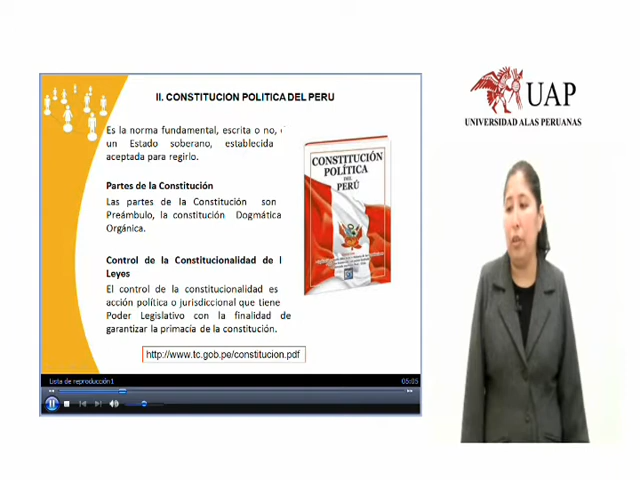 II. CONSTITUCION POLITICA DEL PERU
UAP
UNIVERSIDAD ALAS PERUANAS
Es la norma fundamental, escrita o no,
un Estado soberano, establecida
aceptada para regirlo.
Partes de la Constitución
Las partes de la Constitución son
Preámbulo, la constitución Dogmática
Orgánica.
Control de la Constitucionalidad de l
Leyes
El control de la constitucionalidad es
acción política o jurisdiccional que tiene
Poder Legislativo con la finalidad de
garantizar la primacía de la constitución.
CONSTITUCIÓN
POLÍTICA
DEL
PERÚ
http://www.tc.gob.pe/constitucion.pdf
Lista de reproducción1
05:05